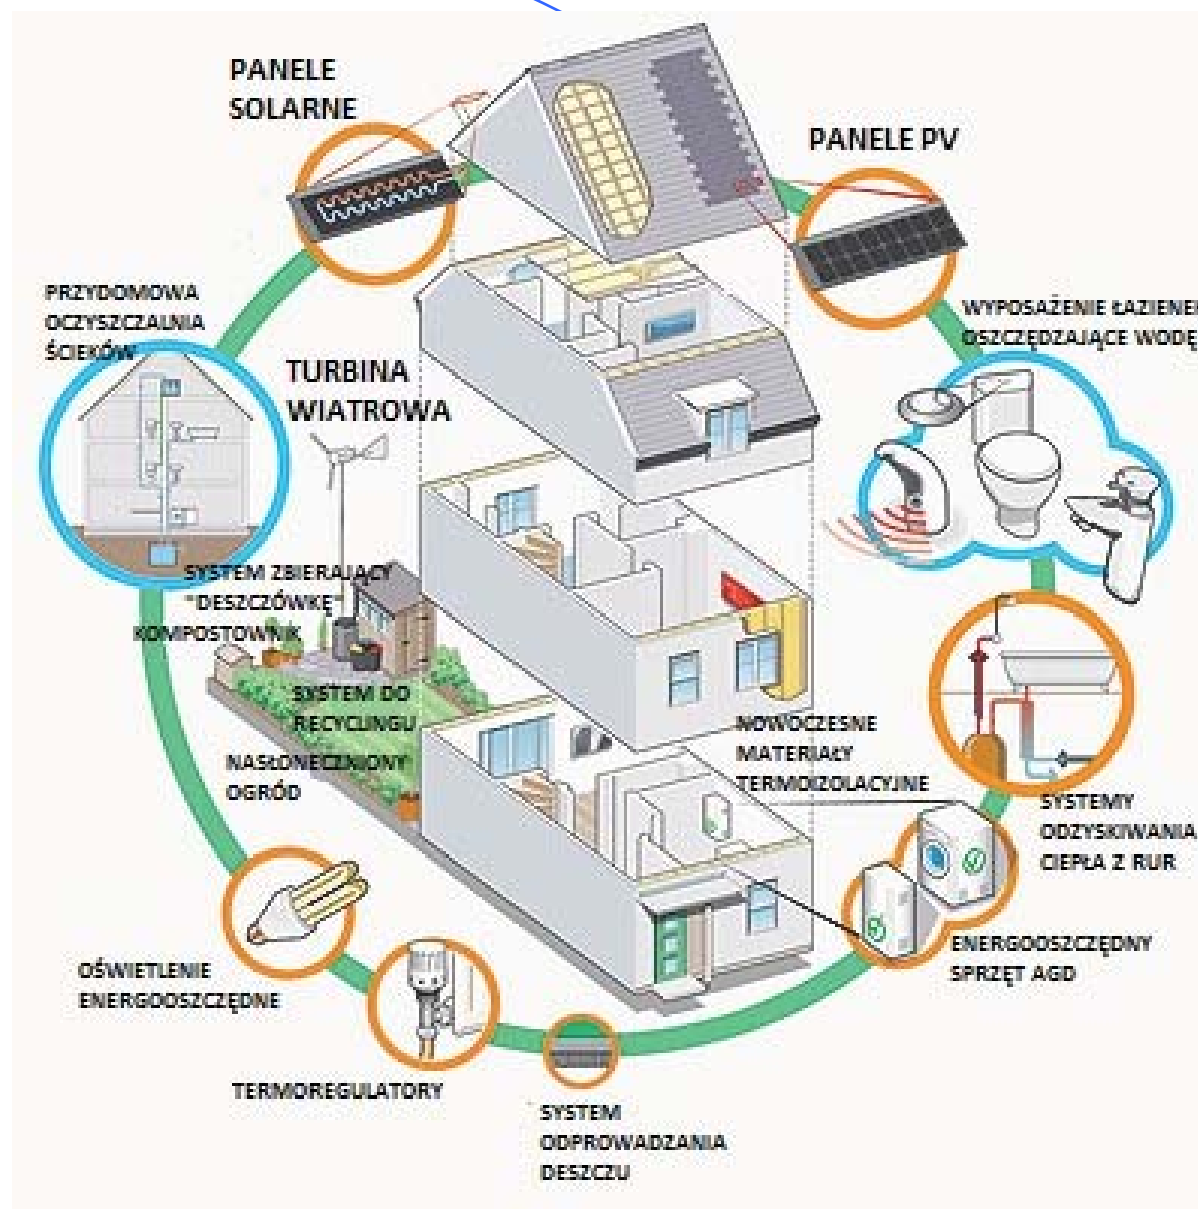 PANELE
SOLARNE
PANELE PV
PRZYDOMOWA
OCZYSZCZALNIA
ŚCIEKÓW
WYPOSAŻENIE ŁAZIENEK
OSZCZĘDZAJĄCE WODĘ
TURBINA
WIATROWA
SYSTEM ZBIERAJĄCY
"DESZCZÓWKĘ"
KOMPOSTOWNIK
SYSTEM DO
RECYCLINGU
NASŁONECZNIONY
OGRÓD
NOWOCZESNE
MATERIAŁY
TERMOIZOLACYJNE
SYSTEMY
ODZYSKIWANIA
CIEPŁA Z RUR
ENERGOOSZCZĘDNY
SPRZĘT AGD
OŚWIETLENIE
ENERGOOSZCZĘDNE
TERMOREGULATORY
SYSTEM
ODPROWADZANIA
DESZCZU